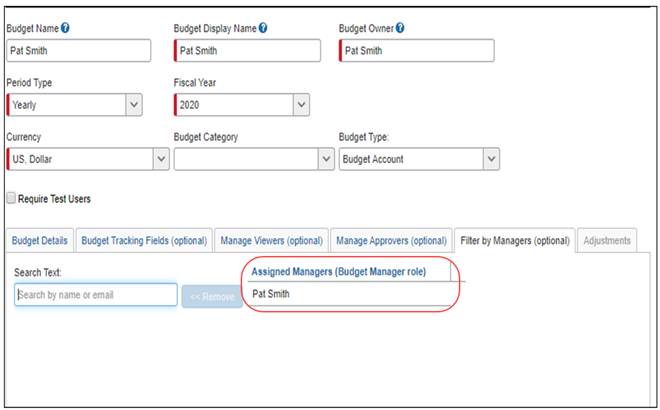 Budget Name Budget Display Name Budget Owner
Pat Smith Pat Smith Pat Smith
Period Type Fiscal Year
Yearly 2020
Currency Budget Category Budget Type:
US, Dollar Budget Account
Require Test Users
Budget Details Budget Tracking Fields (optional) Manage Viewers (optional) Manage Approvers (optional) Filter by Managers (optional) Adjustments
Search Text: Assigned Managers (Budget Manager role)
Search by name or email << Remove Pat Smith